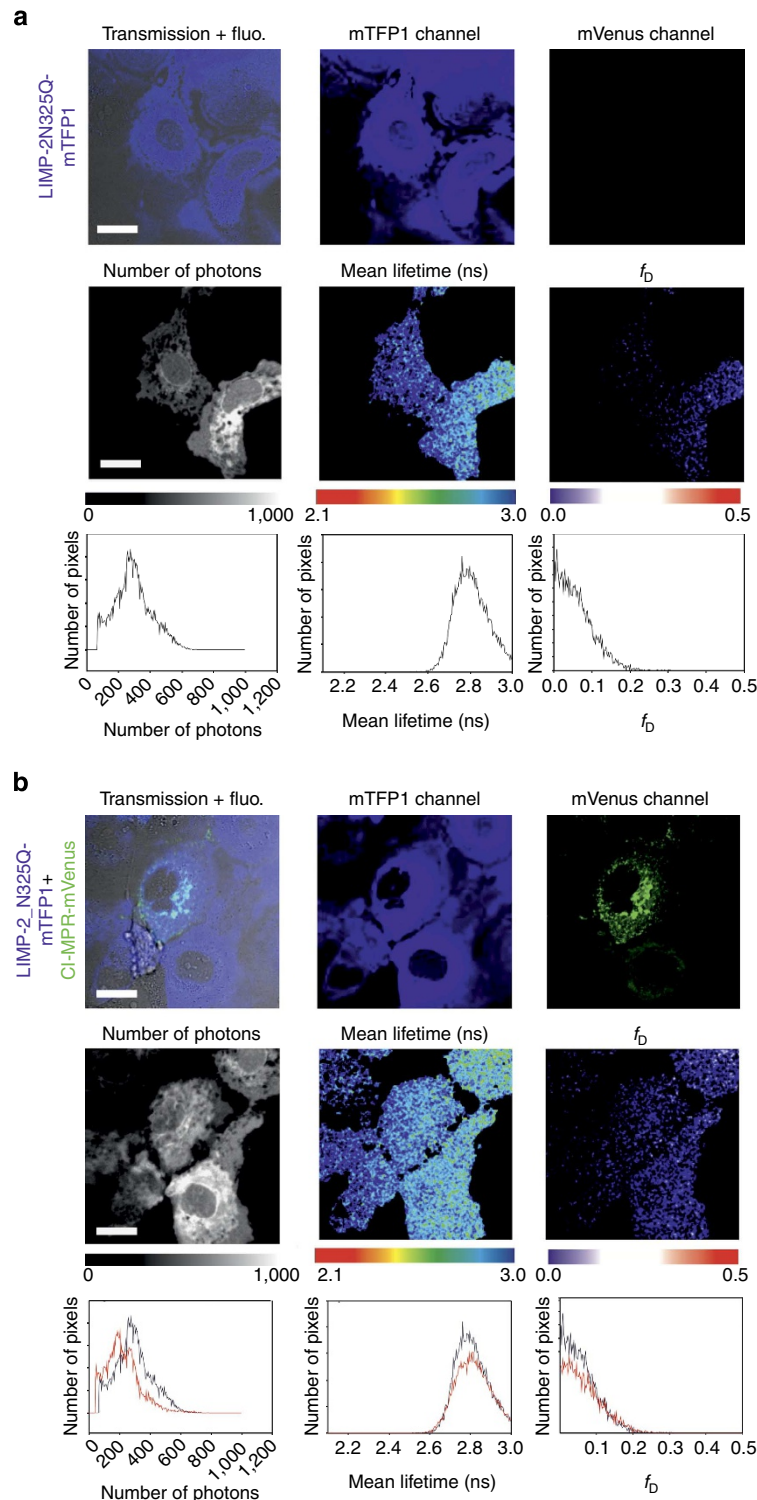 a
Transmission + fluo.
mTFP1 channel
mVenus channel
LIMP-2N325Q-
mTFP1
Number of photons
Mean lifetime (ns)
fD
0
1,000
2.1
3.0
0.0
0.5
Number of pixels
0
200
400
600
800
1,000
1,200
Number of photons
Number of pixels
2.2
2.4
2.6
2.8
3.0
Mean lifetime (ns)
Number of pixels
0.0
0.1
0.2
0.3
0.4
0.5
fD
b
Transmission + fluo.
mTFP1 channel
mVenus channel
LIMP-2_N325Q-
mTFP1+
CI-MPR-mVenus
Number of photons
Mean lifetime (ns)
fD
0
1,000
2.1
3.0
0.0
0.5
Number of pixels
0
200
400
600
800
1,000
1,200
Number of photons
Number of pixels
2.2
2.4
2.6
2.8
3.0
Mean lifetime (ns)
Number of pixels
0.1
0.2
0.3
0.4
0.5
fD